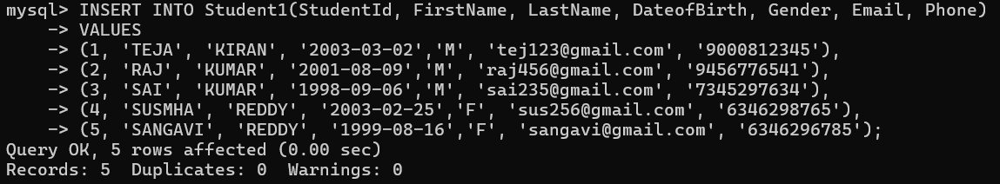 mysql> INSERT INTO Student1(StudentId, FirstName, LastName, DateofBirth, Gender, Email, Phone)
    -> VALUES
    -> (1, 'TEJA', 'KIRAN', '2003-03-02','M', 'tej123@gmail.com', '9000812345'),
    -> (2, 'RAJ', 'KUMAR', '2001-08-09','M', 'raj456@gmail.com', '9456776541'),
    -> (3, 'SAI', 'KUMAR', '1998-09-06','M', 'sai235@gmail.com', '7345297634'),
    -> (4, 'SUSMHA', 'REDDY', '2003-02-25','F', 'sus256@gmail.com', '6346298765'),
    -> (5, 'SANGAVI', 'REDDY', '1999-08-16','F', 'sangavi@gmail.com', '6346296785');
Query OK, 5 rows affected (0.00 sec)
Records: 5  Duplicates: 0  Warnings: 0